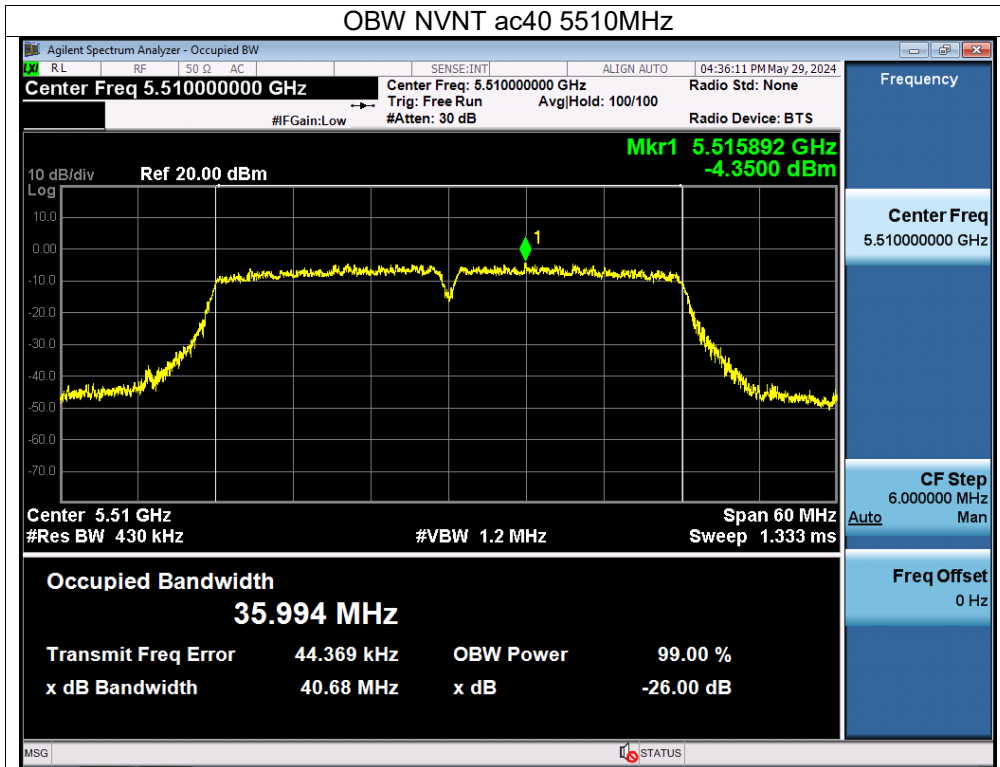 OBW NVNT ac40 5510MHz
Agilent Spectrum Analyzer - Occupied BW
LXI RL RF 50 Ω AC SENSE:INT ALIGN AUTO 04:36:11 PM May 29, 2024
Center Freq 5.510000000 GHz
Center Freq: 5.510000000 GHz
Radio Std: None
Trig: Free Run Avg|Hold: 100/100
#IFGain:Low
#Atten: 30 dB
Radio Device: BTS
Mkr1 5.515892 GHz
-4.3500 dBm
10 dB/div Ref 20.00 dBm
Log
10.0
0.00
-10.0
-20.0
-30.0
-40.0
-50.0
-60.0
-70.0
1
Center 5.51 GHz Span 60 MHz
#Res BW 430 kHz #VBW 1.2 MHz Sweep 1.333 ms
Occupied Bandwidth
35.994 MHz
Transmit Freq Error 44.369 kHz OBW Power 99.00 %
x dB Bandwidth 40.68 MHz x dB -26.00 dB
Frequency
Center Freq
5.510000000 GHz
CF Step
6.000000 MHz
Auto Man
Freq Offset
0 Hz
MSG STATUS